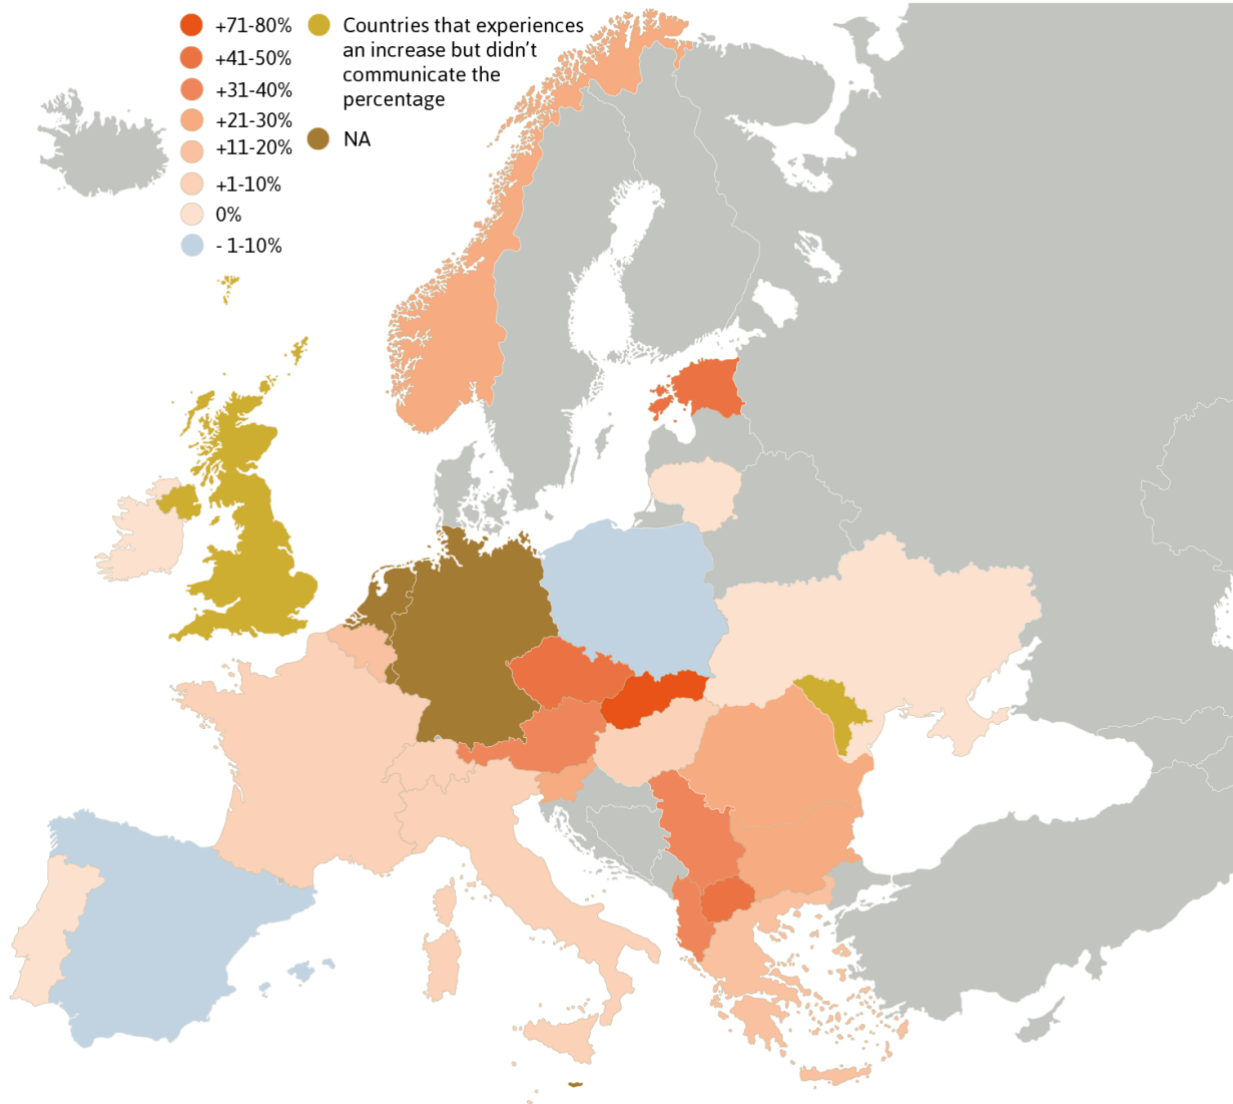 +71-80%
+41-50%
+31-40%
+21-30%
+11-20%
+1-10%
0%
- 1-10%
Countries that experiences
an increase but didn't
communicate the
percentage
NA